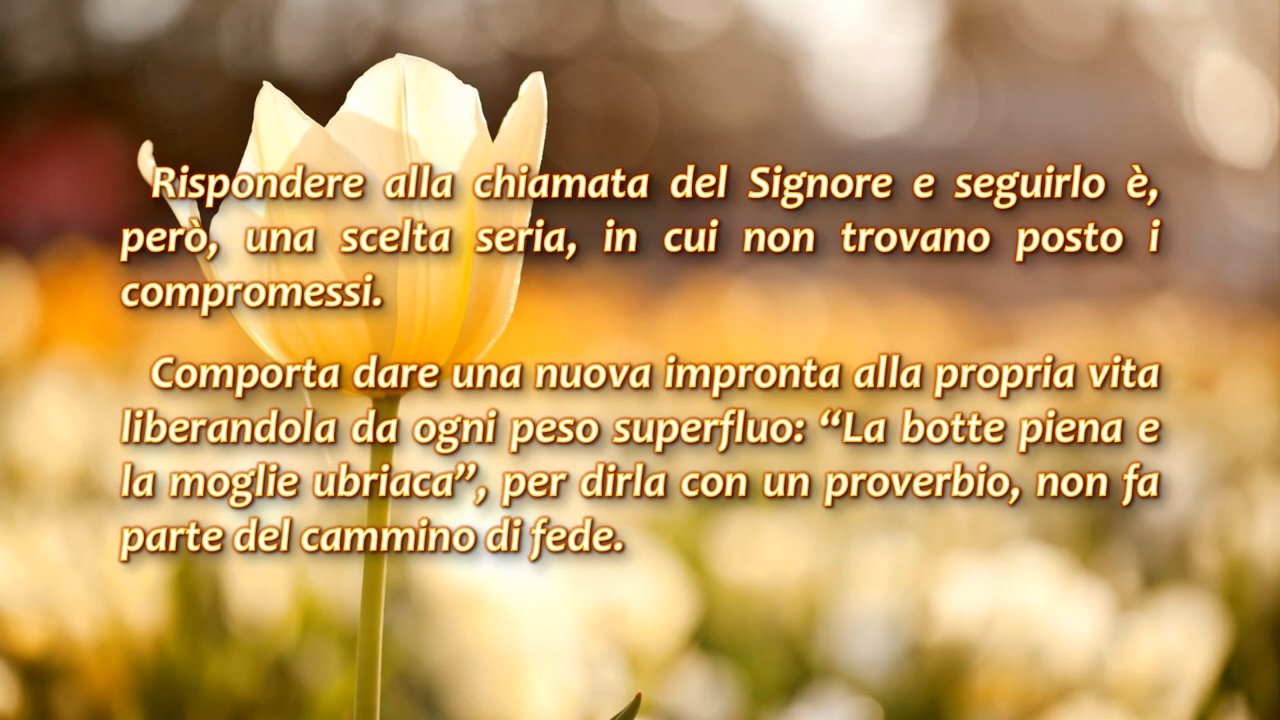 Rispondere alla chiamata del Signore e seguirlo è,
però, una scelta seria, in cui non trovano posto i
compromessi.
Comporta dare una nuova impronta alla propria vita
liberandola da ogni peso superfluo: “La botte piena e
la moglie ubriaca”, per dirla con un proverbio, non fa
parte del cammino di fede.